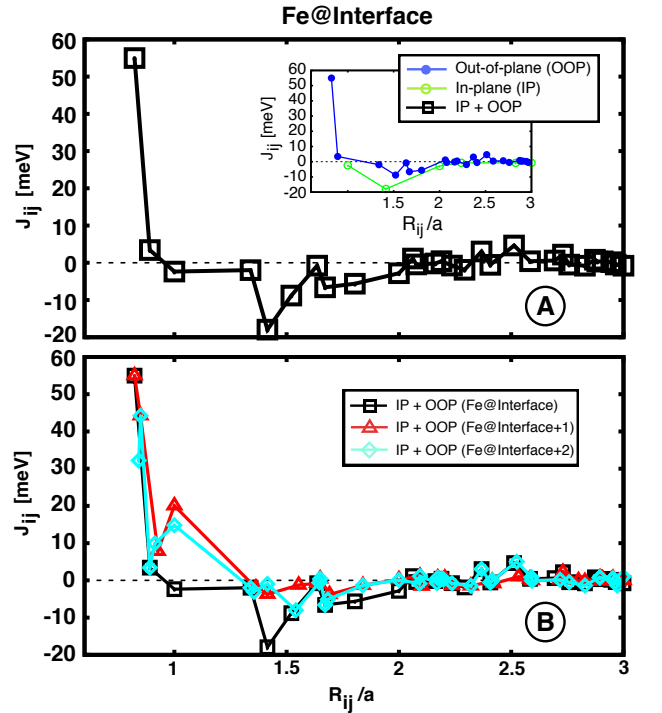 Fe@Interface
60
50
40
30
20
10
0
-10
-20
J_ij [meV]
60
50
40
30
20
10
0
-10
-20
J_ij [meV]
1
1.5
2
2.5
3
R_ij/a
Out-of-plane (OOP)
In-plane (IP)
IP + OOP
A
60
50
40
30
20
10
0
-10
-20
J_ij [meV]
IP + OOP (Fe@Interface)
IP + OOP (Fe@Interface+1)
IP + OOP (Fe@Interface+2)
B
1
1.5
2
2.5
3
R_ij/a